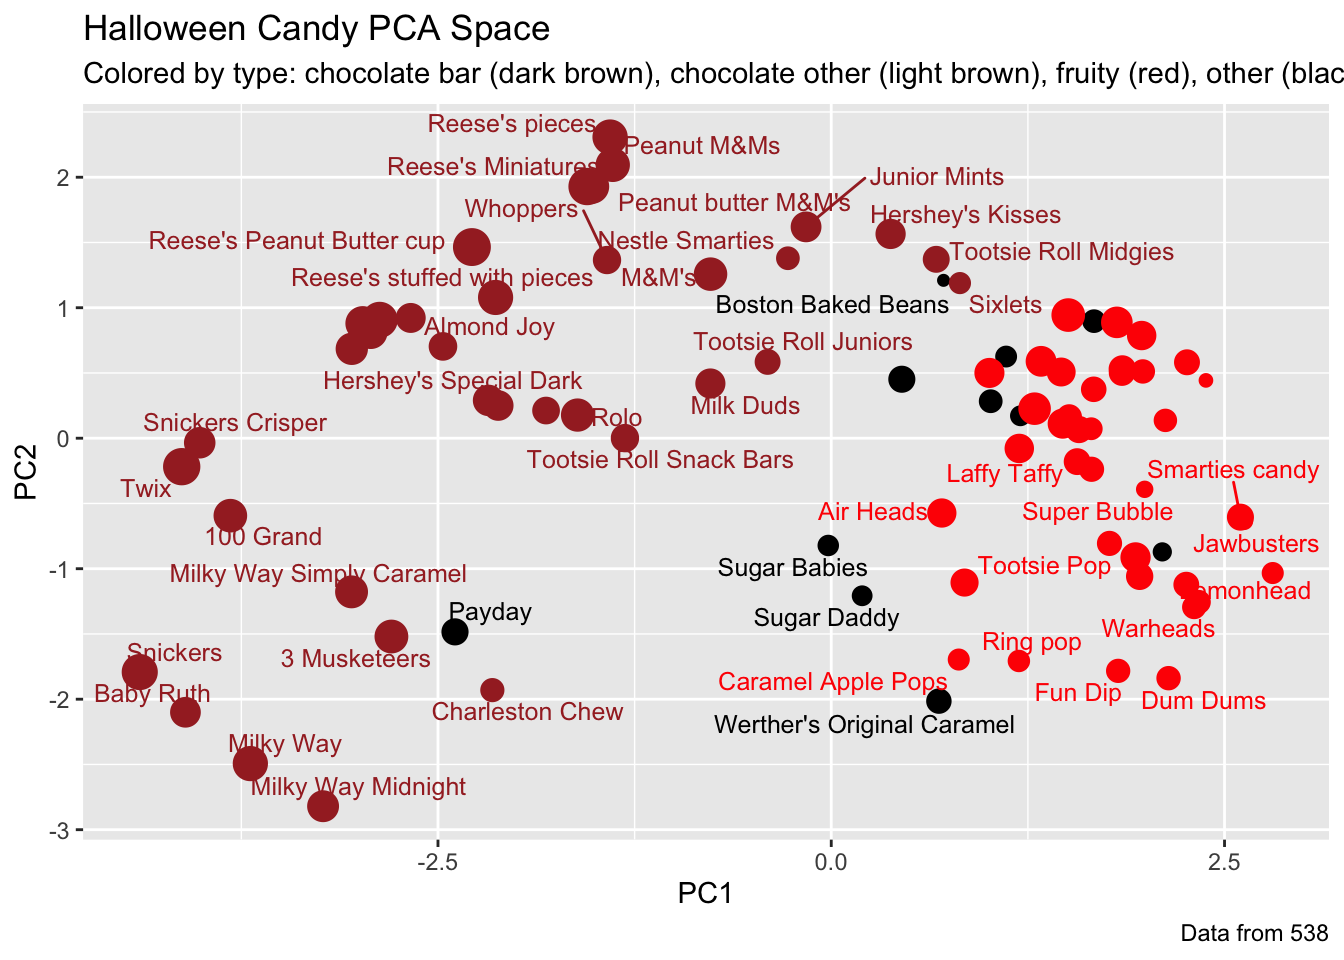 Halloween Candy PCA Space
Colored by type: chocolate bar (dark brown), chocolate other (light brown), fruity (red), other (blac
Reese's pieces
Peanut M&Ms
Reese's Miniatures
Junior Mints
Peanut butter M&M's
Whoppers
Hershey's Kisses
Reese's Peanut Butter cup
Nestle Smarties
Tootsie Roll Midgies
Reese's stuffed with pieces
M&M's
Boston Baked Beans
Sixlets
Almond Joy
Tootsie Roll Juniors
Hershey's Special Dark
Milk Duds
Rolo
Snickers Crisper
Tootsie Roll Snack Bars
Twix
Laffy Taffy
Smarties candy
100 Grand
Air Heads
Super Bubble
Jawbusters
Milky Way Simply Caramel
Sugar Babies
Tootsie Pop
Lemonhead
Payday
Sugar Daddy
Warheads
Snickers
3 Musketeers
Ring pop
Baby Ruth
Caramel Apple Pops
Fun Dip
Dum Dums
Charleston Chew
Werther's Original Caramel
Milky Way
Milky Way Midnight
2
1
0
-1
-2
-3
PC2
-2.5
0.0
2.5
PC1
Data from 538